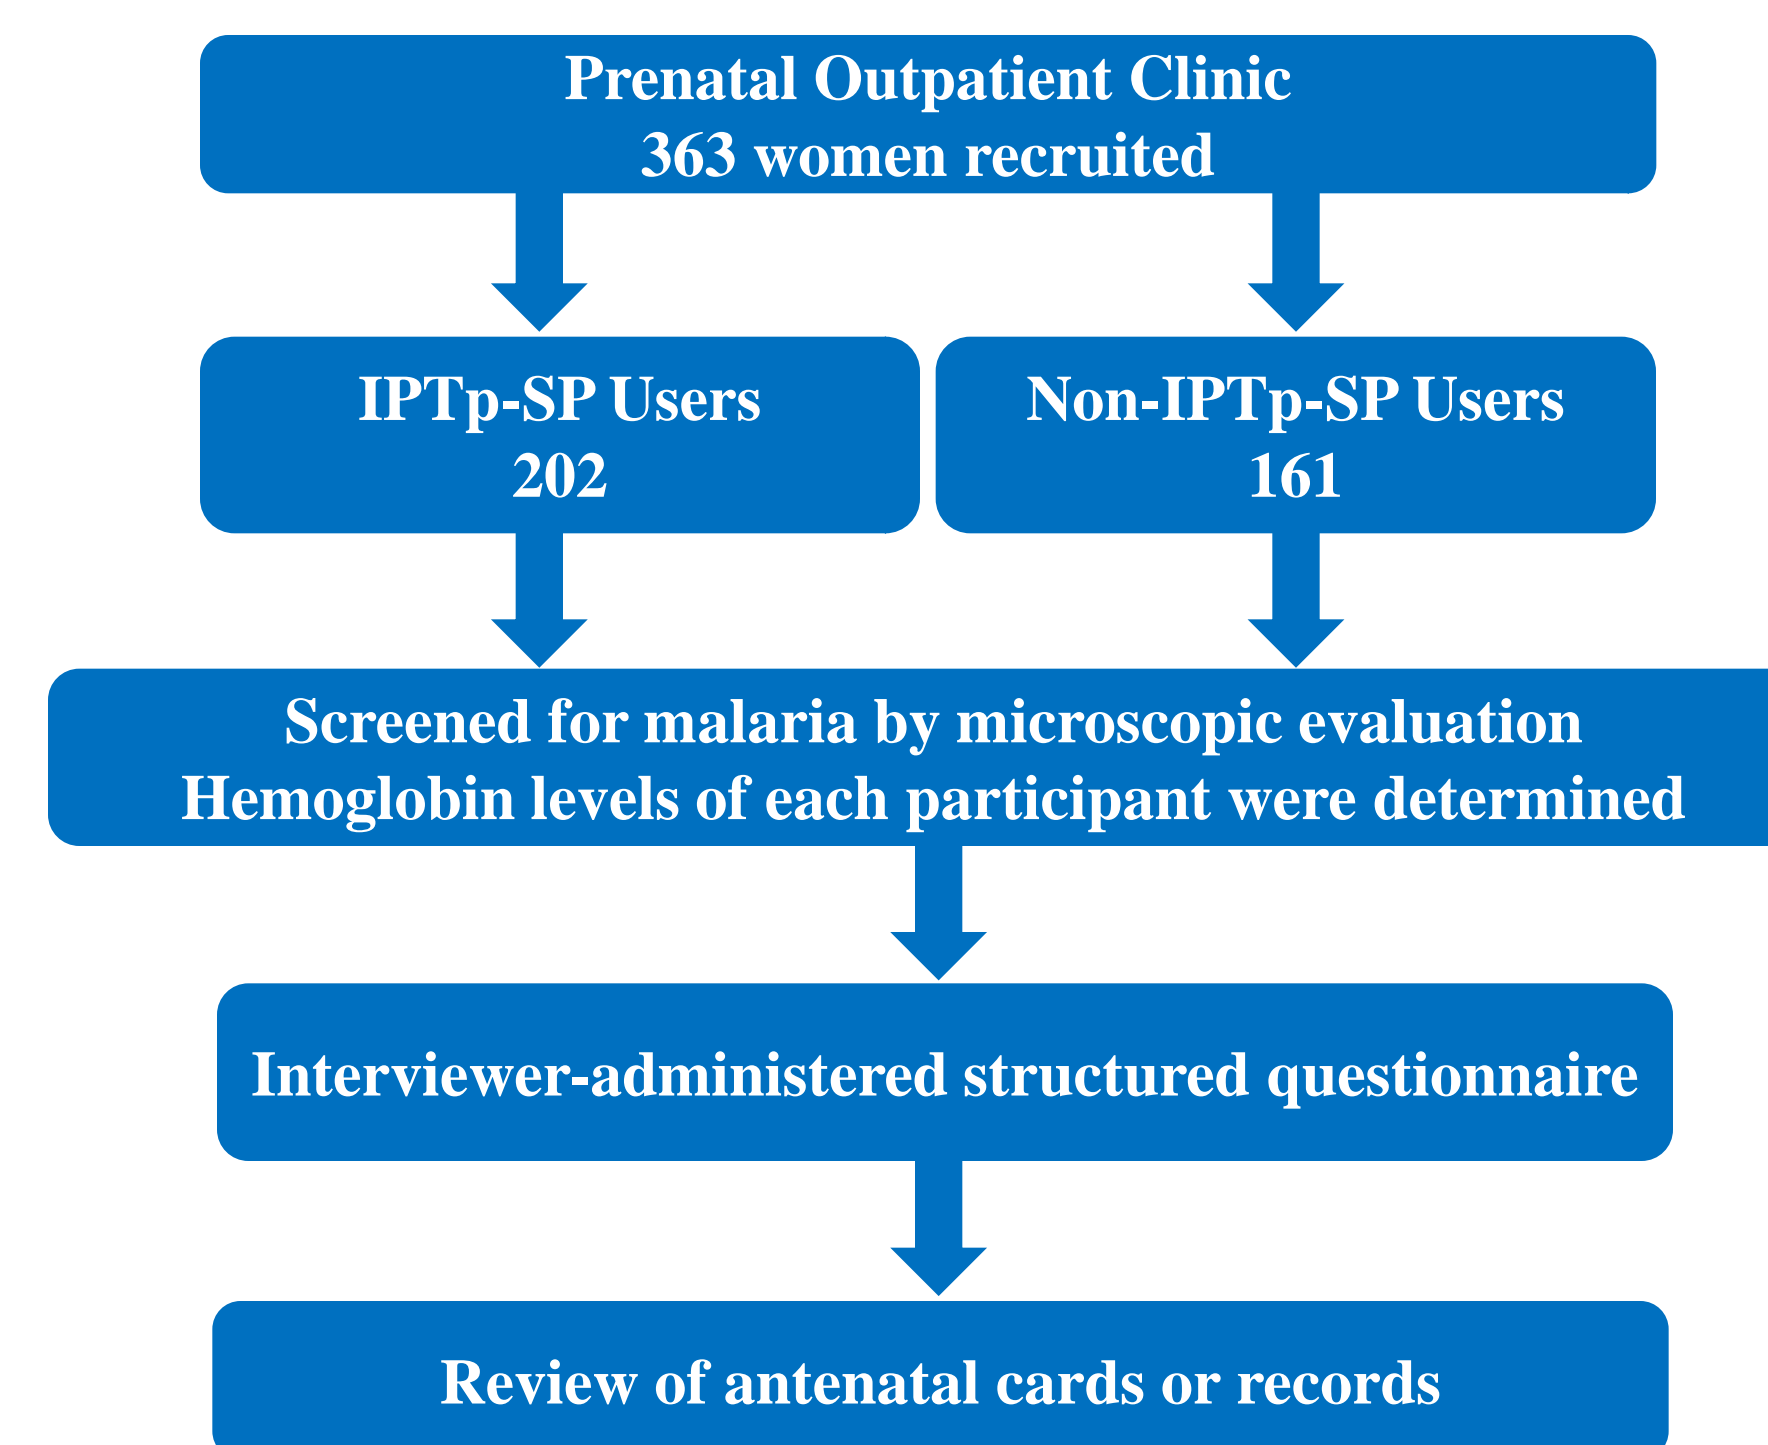 Prenatal Outpatient Clinic
363 women recruited
IPTp-SP Users
202
Non-IPTp-SP Users
161
Screened for malaria by microscopic evaluation
Hemoglobin levels of each participant were determined
Interviewer-administered structured questionnaire
Review of antenatal cards or records